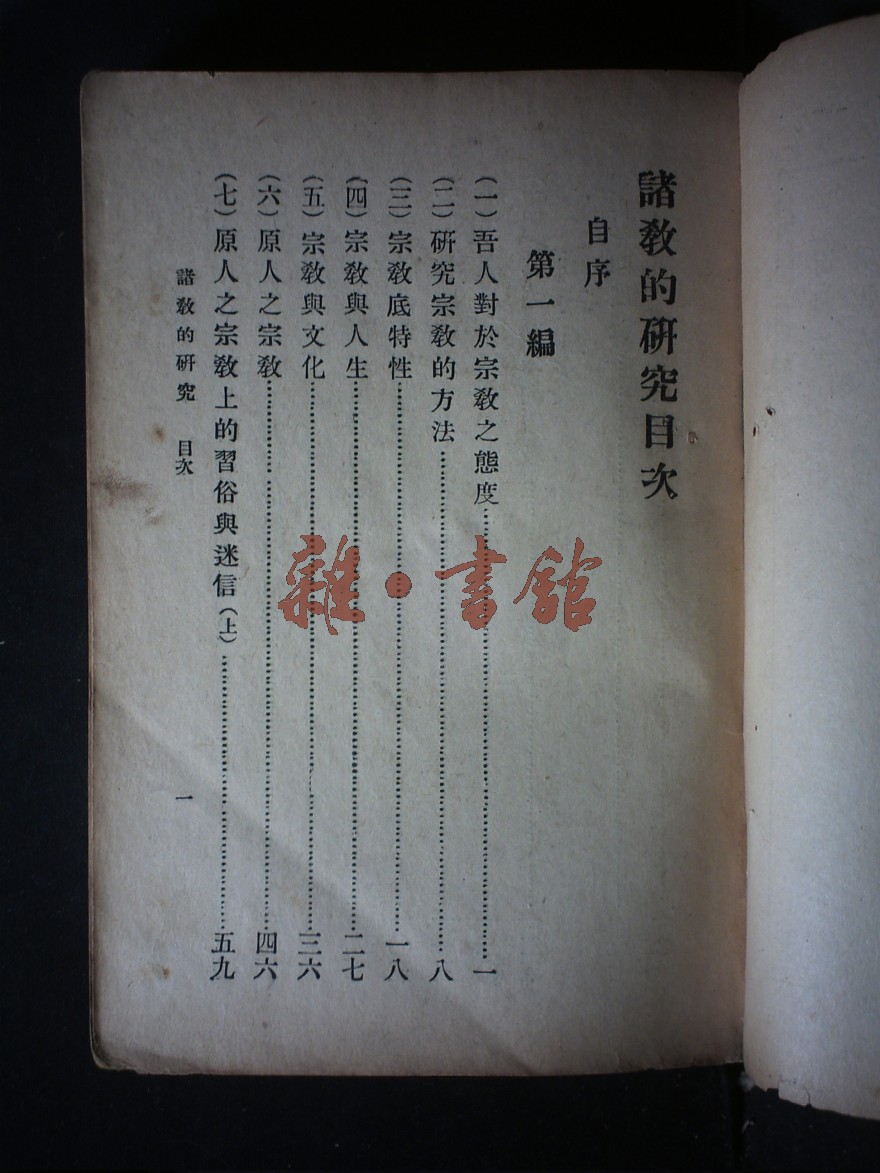 諸教的研究目次
自序
第一編
(一)吾人對於宗教之態度……一
(二)研究宗教的方法……八
(三)宗教底特性……一八
(四)宗教與人生……二七
(五)宗教與文化……三六
(六)原人之宗教……四六
(七)原人之宗教上的習俗與迷信(上)……五九
諸教的研究 目次 一
雜·書館